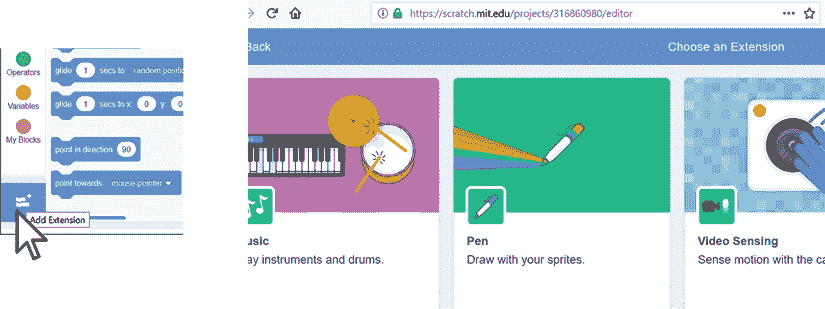 Operators
Variables
My Blocks
glide 1 secs to random positio
glide 1 secs to x: 0 y: 0
point in direction 90
point towards mouse-pointer
Add Extension
https://scratch.mit.edu/projects/316860980/editor
Back
Choose an Extension
usic
ay instruments and drums.
Pen
Draw with your sprites.
Video Sensing
Sense motion with the ca